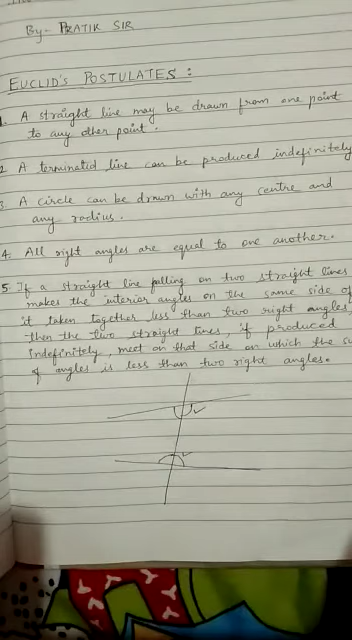 By- PRATIK SIR
EUCLID'S POSTULATES :
1. A straight line may be drawn from one point
to any other point.
2 A terminated line can be produced indefinitely
3 A circle can be drawn with any centre and
any radius.
4. All right angles are equal to one another.
5 If a straight line falling on two straight lines
makes the interior angles on the same side of
it taken together less than two right angles,
then the two straight lines, if produced
indefinitely, meet on that side on which the
of angles is less than two right angles.